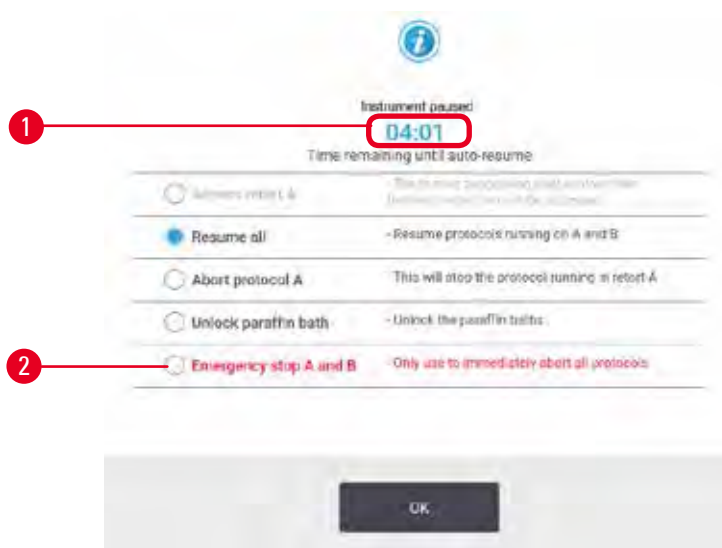 Instrument paused
1
04:01
Time remaining until auto-resume
Access retort A
Resume all - Resume protocols running on A and B
Abort protocol A This will stop the protocol running in retort A
Unlock paraffin bath - Unlock the paraffin baths
2
Emergency stop A and B Only use to immediately abort all protocols
OK